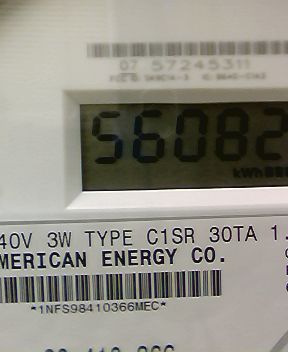 07 57245311
56082
kWh
40V 3W TYPE C1SR 30TA 1.
MERICAN ENERGY CO.
*1NFS98410366MEC*